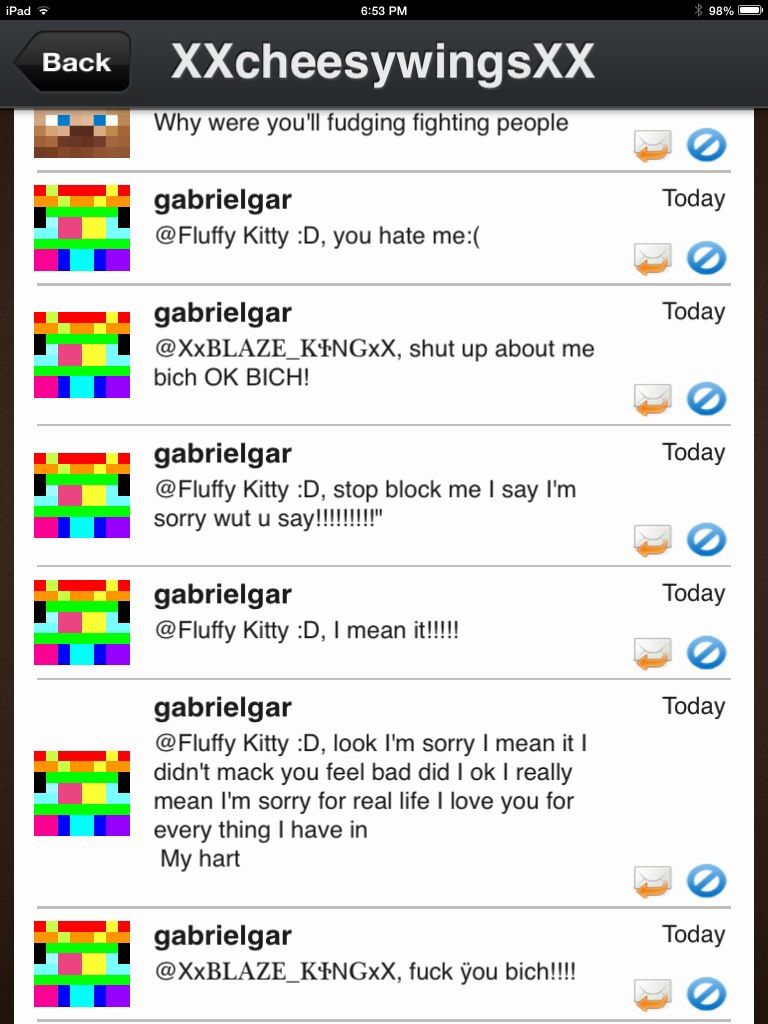 iPad 6:53 PM 98%
Back XXcheesywingsXX
Why were you'll fudging fighting people
gabrielgar Today
@Fluffy Kitty :D, you hate me:(
gabrielgar Today
@XxBLAZE_KⵐNGxX, shut up about me
bich OK BICH!
gabrielgar Today
@Fluffy Kitty :D, stop block me I say I'm
sorry wut u say!!!!!!!!!"
gabrielgar Today
@Fluffy Kitty :D, I mean it!!!!!
gabrielgar Today
@Fluffy Kitty :D, look I'm sorry I mean it I
didn't mack you feel bad did I ok I really
mean I'm sorry for real life I love you for
every thing I have in
My hart
gabrielgar Today
@XxBLAZE_KⵐNGxX, fuck ÿou bich!!!!